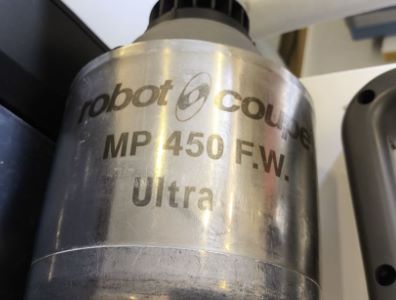 robot coupe
MP 450 F.W.
Ultra